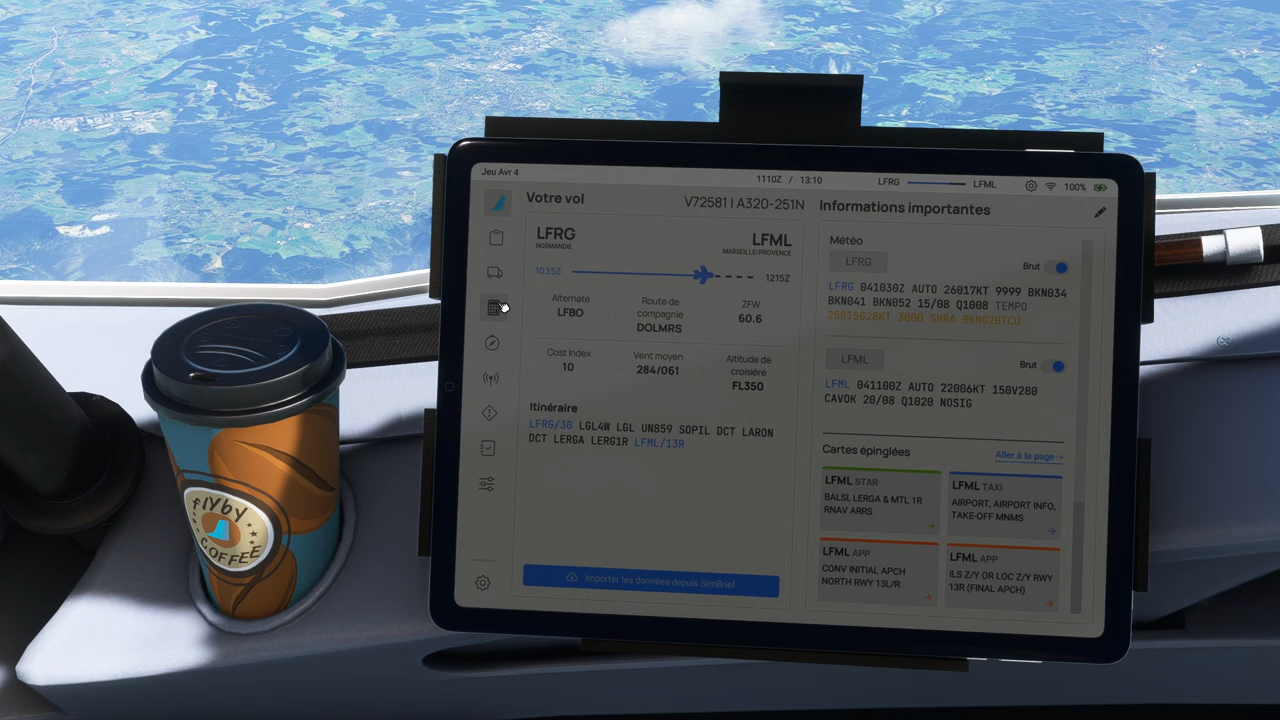 Jeu Avr 4
1110Z / 13:10
LFRG LFML
100%
Votre vol
V72581 | A320-251N
LFRG
NORMANDIE
LFML
MARSEILLE/PROVENCE
1035Z
1215Z
Alternate
LFBO
Route de
compagnie
DOLMRS
ZFW
60.6
Cost Index
10
Vent moyen
284/061
Altitude de
croisière
FL350
Itinéraire
LFRG/30 LGL4W LGL UN859 SOPIL DCT LARON
DCT LERGA LERG1R LFML/13R
Importer les données depuis SimBrief
Informations importantes
Météo
LFRG
Brut
LFRG 041030Z AUTO 26017KT 9999 BKN034
BKN041 BKN052 15/08 Q1008 TEMPO
25015G28KT 3000 SHRA BKN020TCU
LFML
Brut
LFML 041100Z AUTO 22006KT 150V280
CAVOK 20/08 Q1020 NOSIG
Cartes épinglées
Aller à la page→
LFML STAR
BALSI, LERGA & MTL 1R
RNAV ARRS
LFML TAXI
AIRPORT, AIRPORT INFO,
TAKE-OFF MNMS
LFML APP
CONV INITIAL APCH
NORTH RWY 13L/R
LFML APP
ILS Z/Y OR LOC Z/Y RWY
13R (FINAL APCH)
flyby
COFFEE